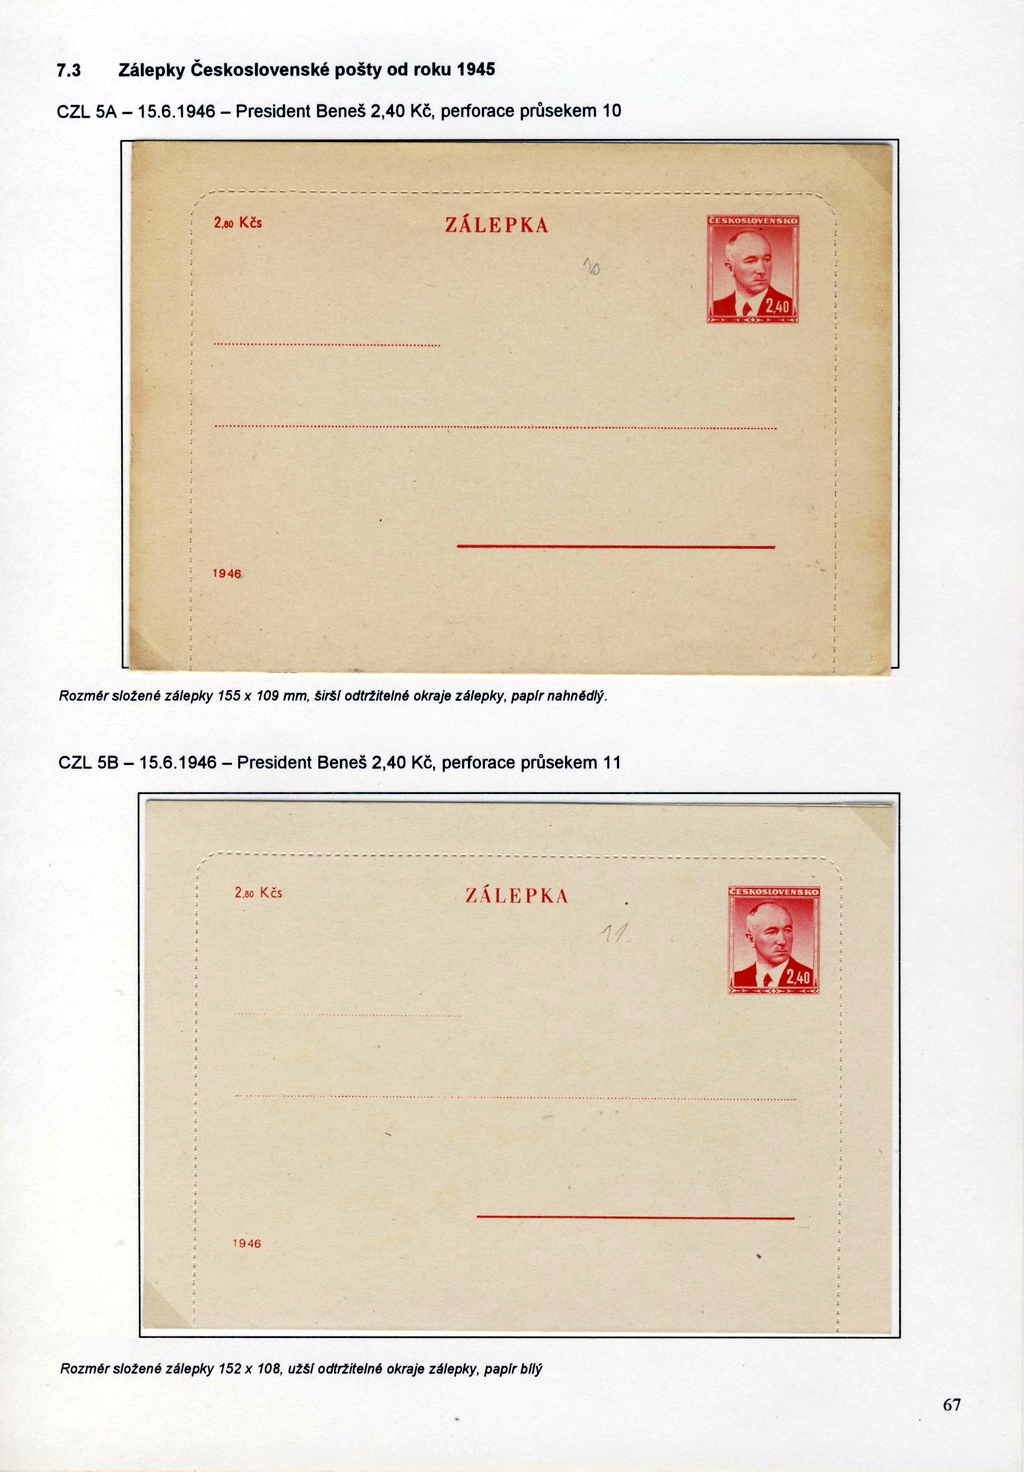 7.3 Zálepky Československé pošty od roku 1945
CZL 5A – 15.6.1946 – President Beneš 2,40 Kč, perforace průsekem 10
2,80 Kčs
ZÁLEPKA
ČESKOSLOVENSKO
10
2,40
1946
Rozměr složené zálepky 155 x 109 mm, širší odtržitelné okraje zálepky, papír nahnědlý.
CZL 5B – 15.6.1946 – President Beneš 2,40 Kč, perforace průsekem 11
2,80 Kčs
ZÁLEPKA
ČESKOSLOVENSKO
11.
2,40
1946
Rozměr složené zálepky 152 x 108, užší odtržitelné okraje zálepky, papír bílý
67